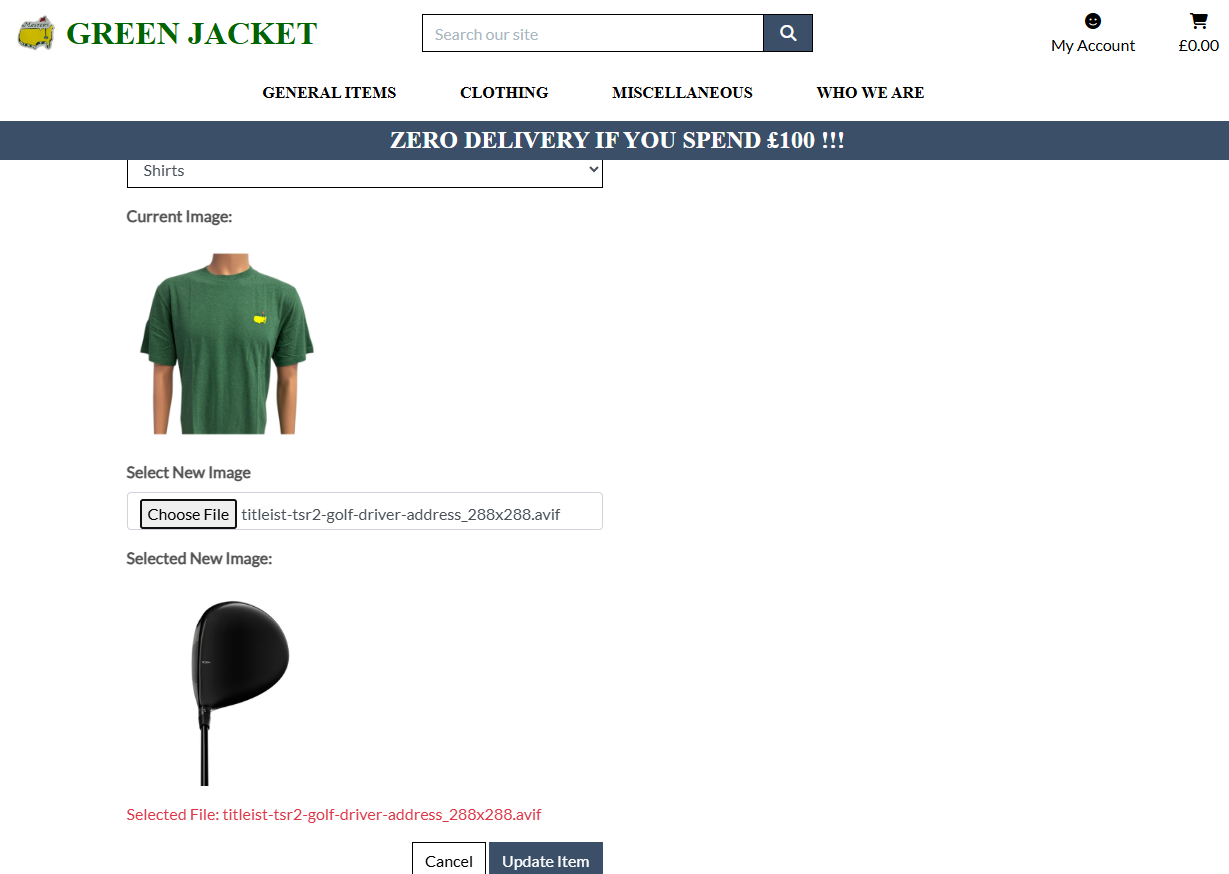 GREEN JACKET
Search our site
My Account
£0.00
GENERAL ITEMS
CLOTHING
MISCELLANEOUS
WHO WE ARE
ZERO DELIVERY IF YOU SPEND £100 !!!
Shirts
Current Image:
Select New Image
Choose File titleist-tsr2-golf-driver-address_288x288.avif
Selected New Image:
Selected File: titleist-tsr2-golf-driver-address_288x288.avif
Cancel
Update Item